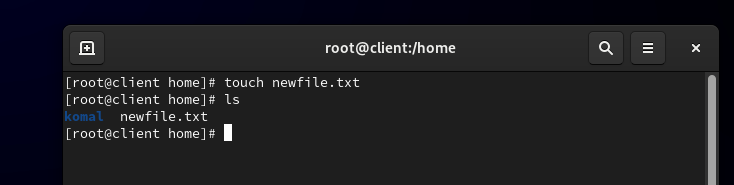 root@client:/home
[root@client home]# touch newfile.txt
[root@client home]# ls
komal  newfile.txt
[root@client home]#